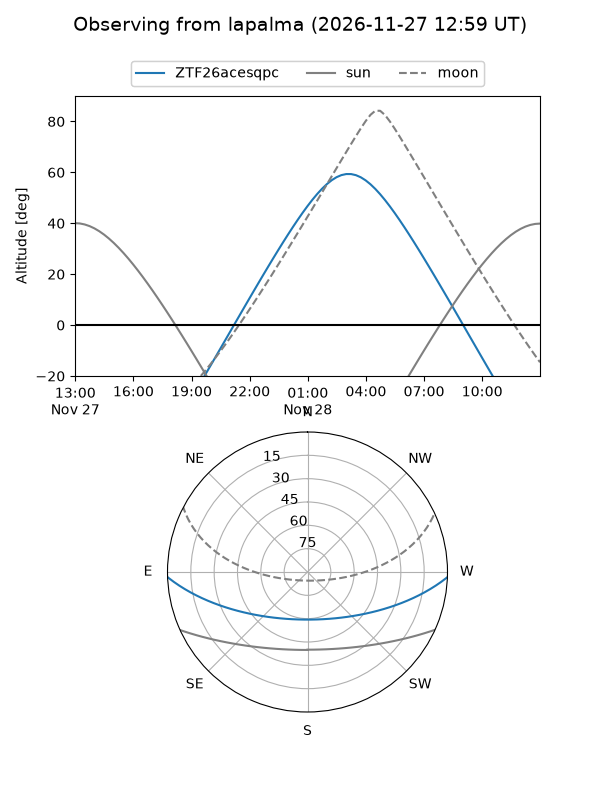 Observing from lapalma (2026-11-27 12:59 UT)
ZTF26acesqpc sun moon
Altitude [deg]
80
60
40
20
0
−20
13:00 16:00 19:00 22:00 01:00 04:00 07:00 10:00
Nov 27 Nov 28
N
NE NW
15
30
45
60
75
E W
SE SW
S